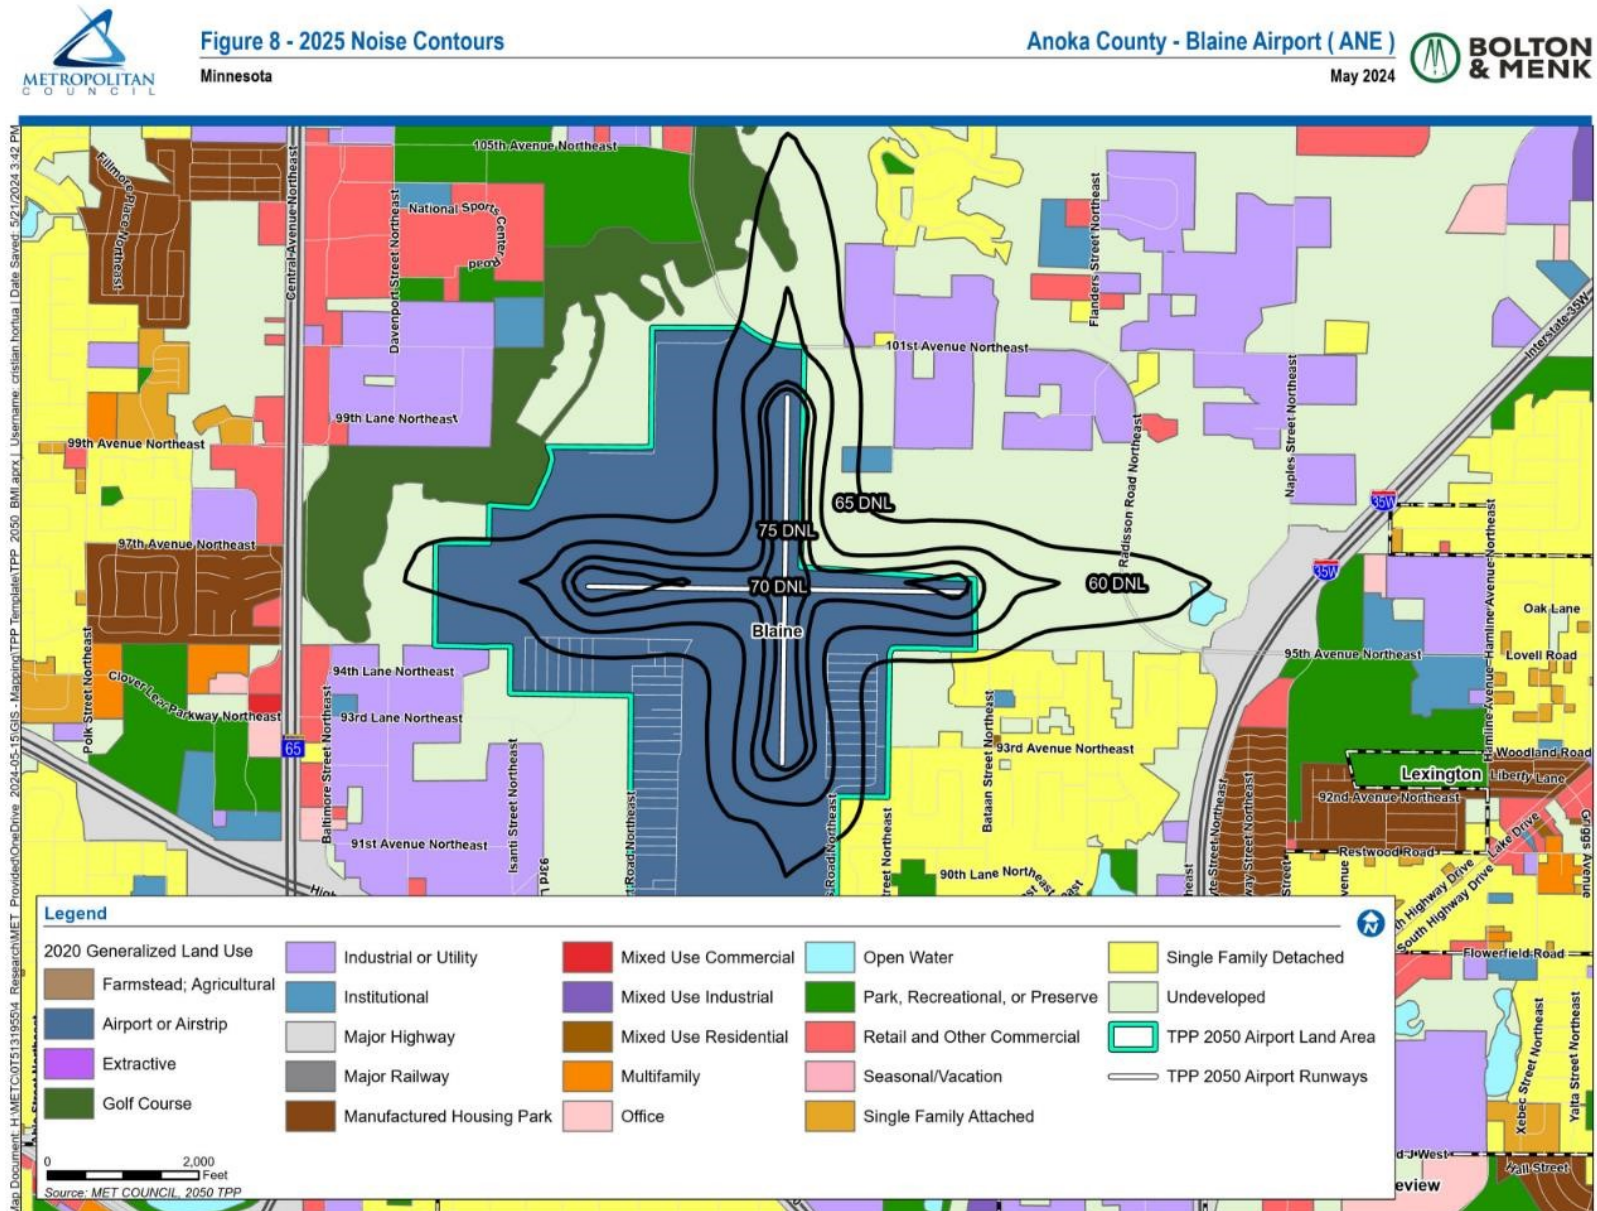 METROPOLITAN
COUNCIL
Figure 8 - 2025 Noise Contours
Minnesota
Anoka County - Blaine Airport ( ANE )
May 2024
BOLTON
& MENK
105th Avenue Northeast
Fillmore Place Northeast
Central Avenue Northeast
Davenport Street Northeast
National Sports Center Road
Flanders Street Northeast
Interstate 35W
101st Avenue Northeast
99th Lane Northeast
99th Avenue Northeast
Naples Street Northeast
Radisson Road Northeast
35W
65 DNL
75 DNL
97th Avenue Northeast
35W
70 DNL
60 DNL
Hamline Avenue Northeast
Oak Lane
Blaine
95th Avenue Northeast
Lovell Road
Polk Street Northeast
94th Lane Northeast
Clover Leaf Parkway Northeast
93rd Lane Northeast
Baltimore Street Northeast
65
93rd Avenue Northeast
Bataan Street Northeast
Woodland Road
Lexington
Liberty Lane
92nd Avenue Northeast
Isanti Street Northeast
91st Avenue Northeast
Restwood Road
Lake Drive
Griggs Avenue
90th Lane Northeast
South Highway Drive
Flowerfield Road
Xebec Street Northeast
Yalta Street Northeast
Legend
N
2020 Generalized Land Use
Farmstead; Agricultural
Airport or Airstrip
Extractive
Golf Course
Industrial or Utility
Institutional
Major Highway
Major Railway
Manufactured Housing Park
Mixed Use Commercial
Mixed Use Industrial
Mixed Use Residential
Multifamily
Office
Open Water
Park, Recreational, or Preserve
Retail and Other Commercial
Seasonal/Vacation
Single Family Attached
Single Family Detached
Undeveloped
TPP 2050 Airport Land Area
TPP 2050 Airport Runways
0 2,000
Feet
Source: MET COUNCIL, 2050 TPP